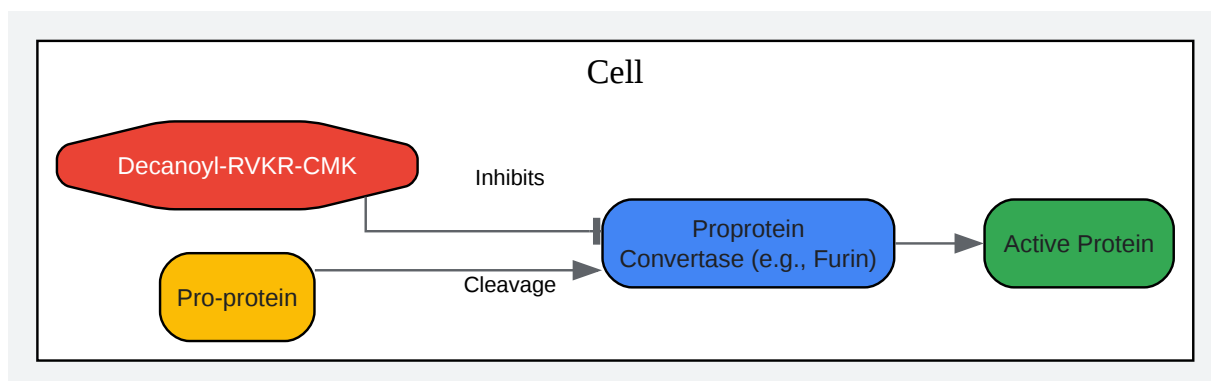 Cell
Decanoyl-RVKR-CMK
Inhibits
Proprotein
Convertase (e.g., Furin)
Active Protein
Cleavage
Pro-protein